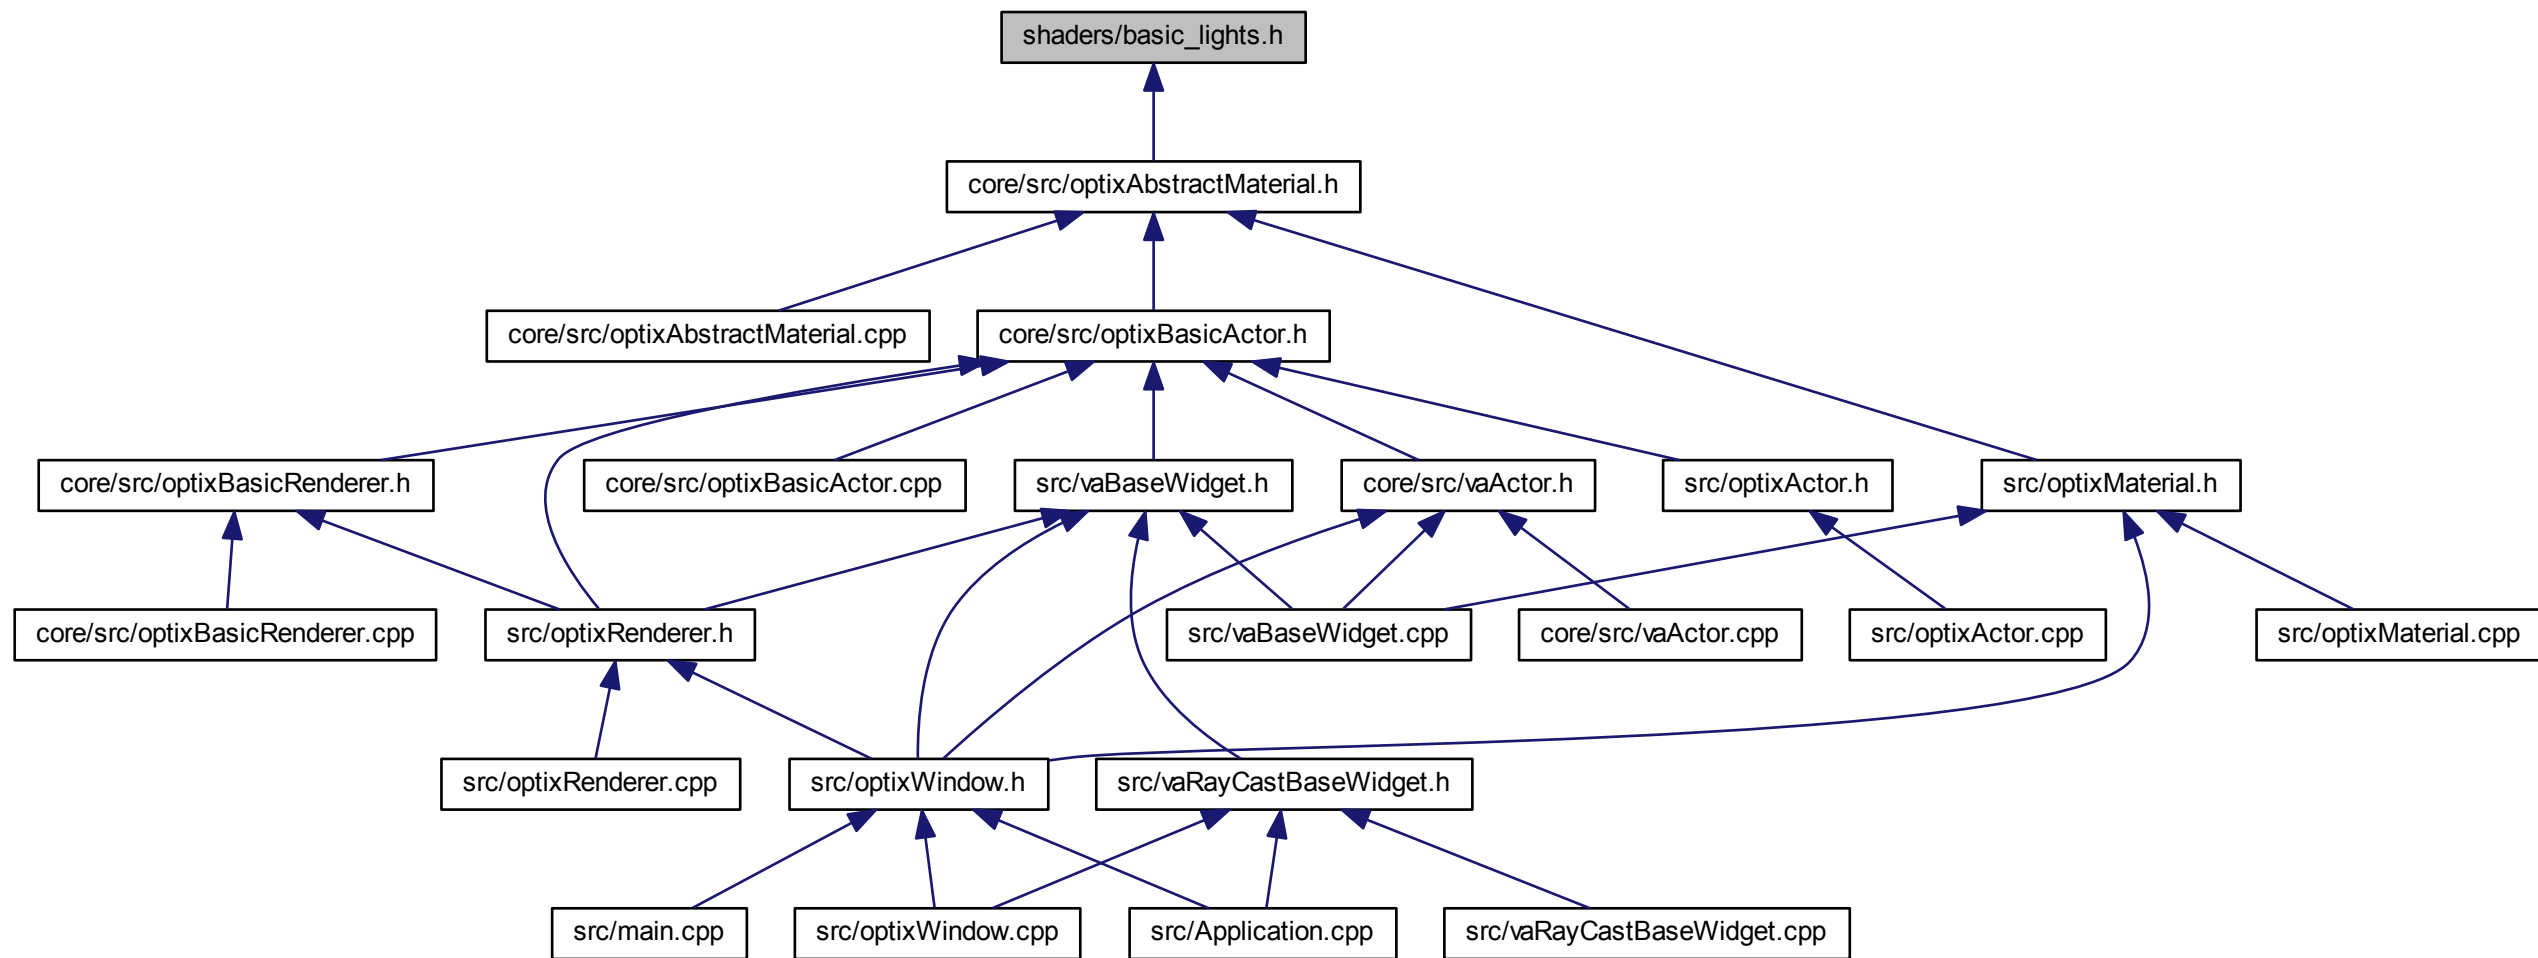 shaders/basic_lights.h
core/src/optixAbstractMaterial.h
core/src/optixAbstractMaterial.cpp
core/src/optixBasicActor.h
core/src/optixBasicRenderer.h
core/src/optixBasicActor.cpp
src/vaBaseWidget.h
core/src/vaActor.h
src/optixActor.h
src/optixMaterial.h
core/src/optixBasicRenderer.cpp
src/optixRenderer.h
src/vaBaseWidget.cpp
core/src/vaActor.cpp
src/optixActor.cpp
src/optixMaterial.cpp
src/optixRenderer.cpp
src/optixWindow.h
src/vaRayCastBaseWidget.h
src/main.cpp
src/optixWindow.cpp
src/Application.cpp
src/vaRayCastBaseWidget.cpp